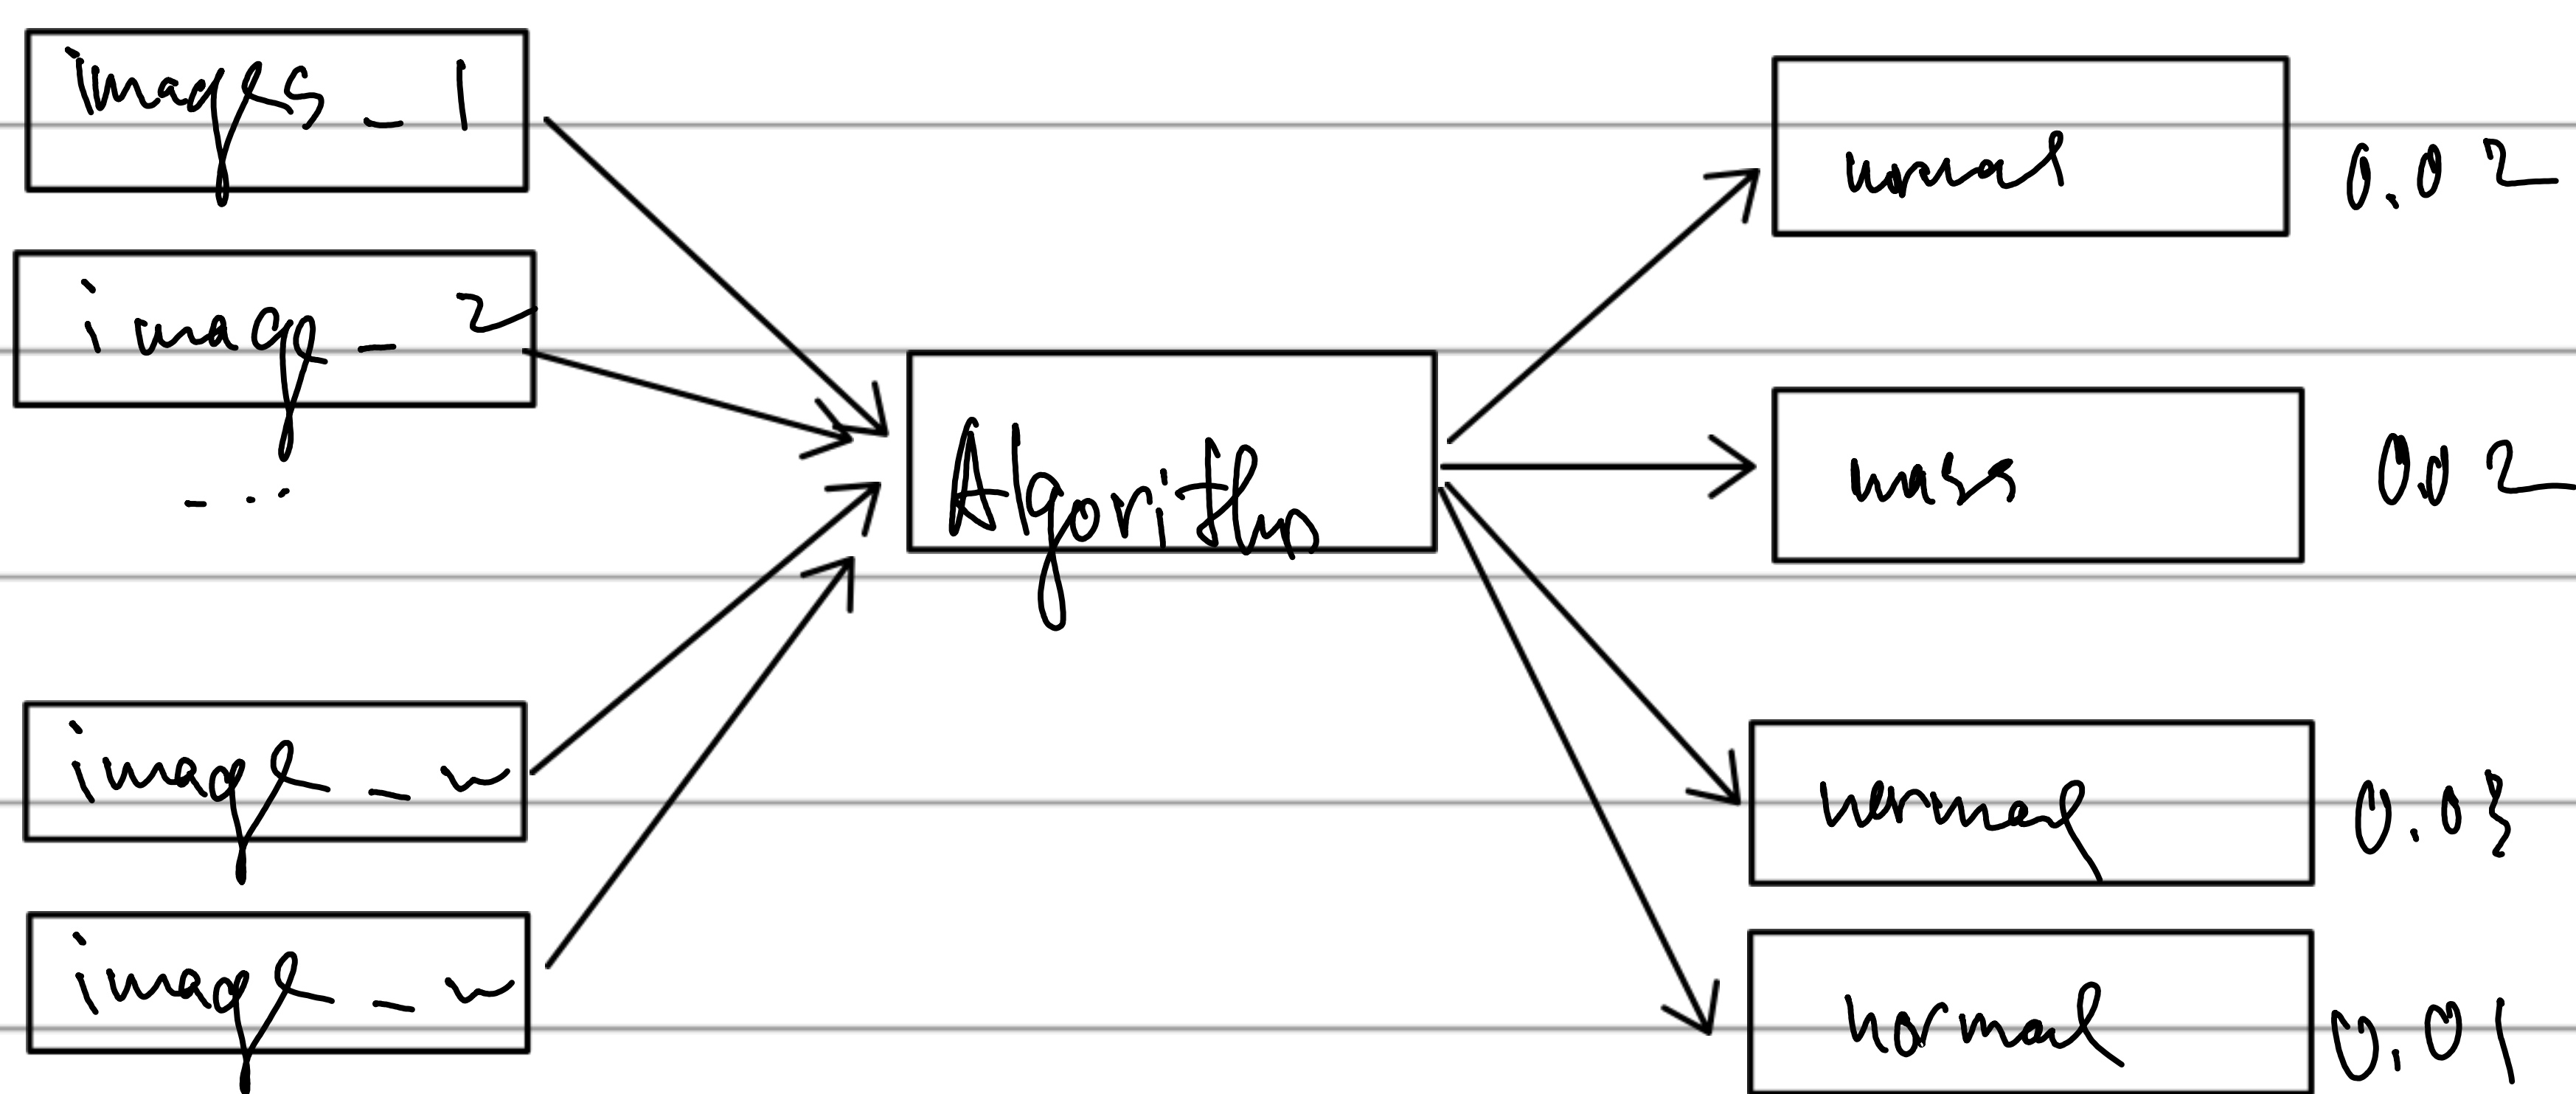 images_1
image_2
...
image_n
image_n
Algorithm
normal 0.02
mass 0.02
normal 0.03
normal 0.01